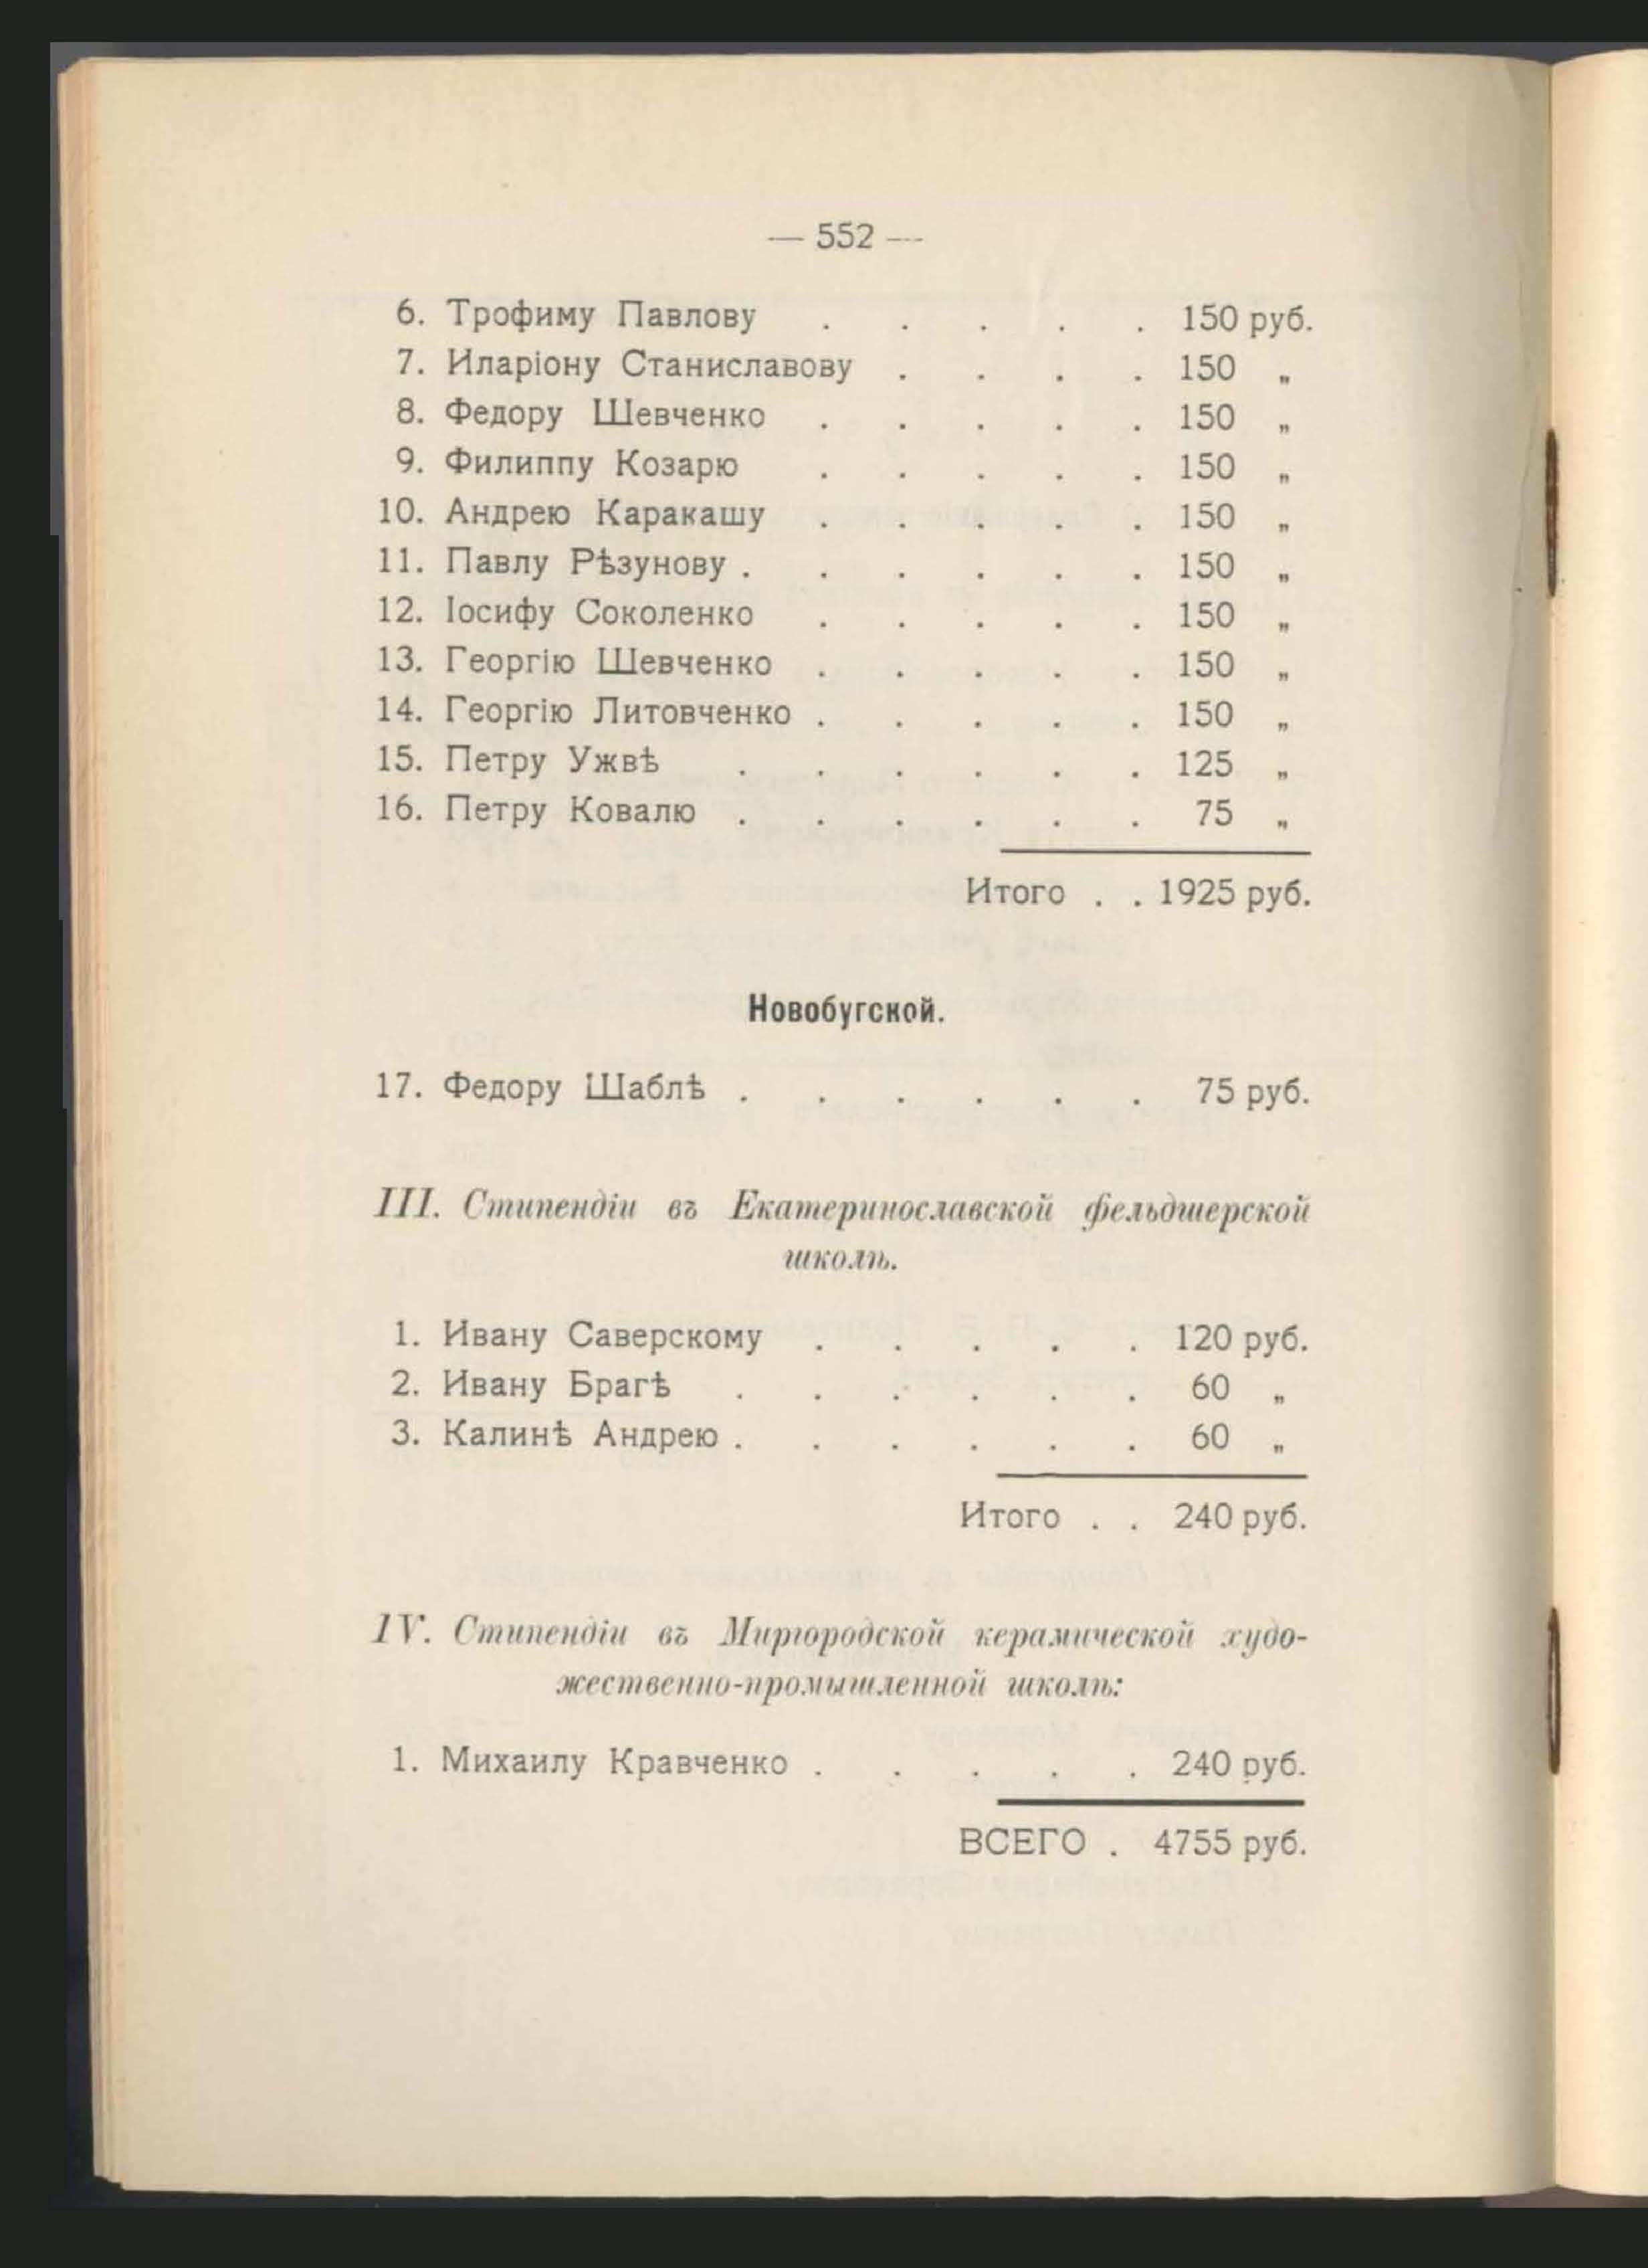 — 552 —
6. Трофиму Павлову . . . . . 150 руб.
7. Иларіону Станиславову . . . . 150 „
8. Федору Шевченко . . . . . 150 „
9. Филиппу Козарю . . . . . 150 „
10. Андрею Каракашу . . . . . 150 „
11. Павлу Рѣзунову . . . . . . 150 „
12. Іосифу Соколенко . . . . . 150 „
13. Георгію Шевченко . . . . . 150 „
14. Георгію Литовченко . . . . . 150 „
15. Петру Ужвѣ . . . . . . 125 „
16. Петру Ковалю . . . . . . 75 „
Итого . . 1925 руб.
Новобугской.
17. Федору Шаблѣ . . . . . . 75 руб.
III. Стипендіи въ Екатеринославской фельдшерской
школѣ.
1. Ивану Саверскому . . . . . 120 руб.
2. Ивану Брагѣ . . . . . . 60 „
3. Калинѣ Андрею . . . . . . 60 „
Итого . . 240 руб.
IV. Стипендіи въ Миргородской керамической худо-
жественно-промышленной школѣ:
1. Михаилу Кравченко . . . . . 240 руб.
ВСЕГО . 4755 руб.